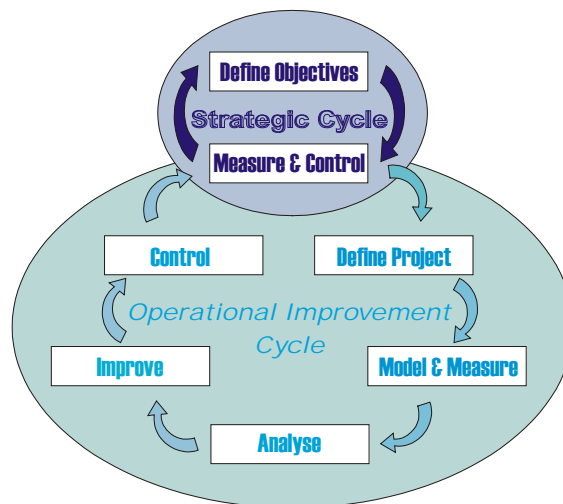 Define Objectives
Strategic Cycle
Measure & Control
Control
Define Project
Operational Improvement
Cycle
Improve
Model & Measure
Analyse